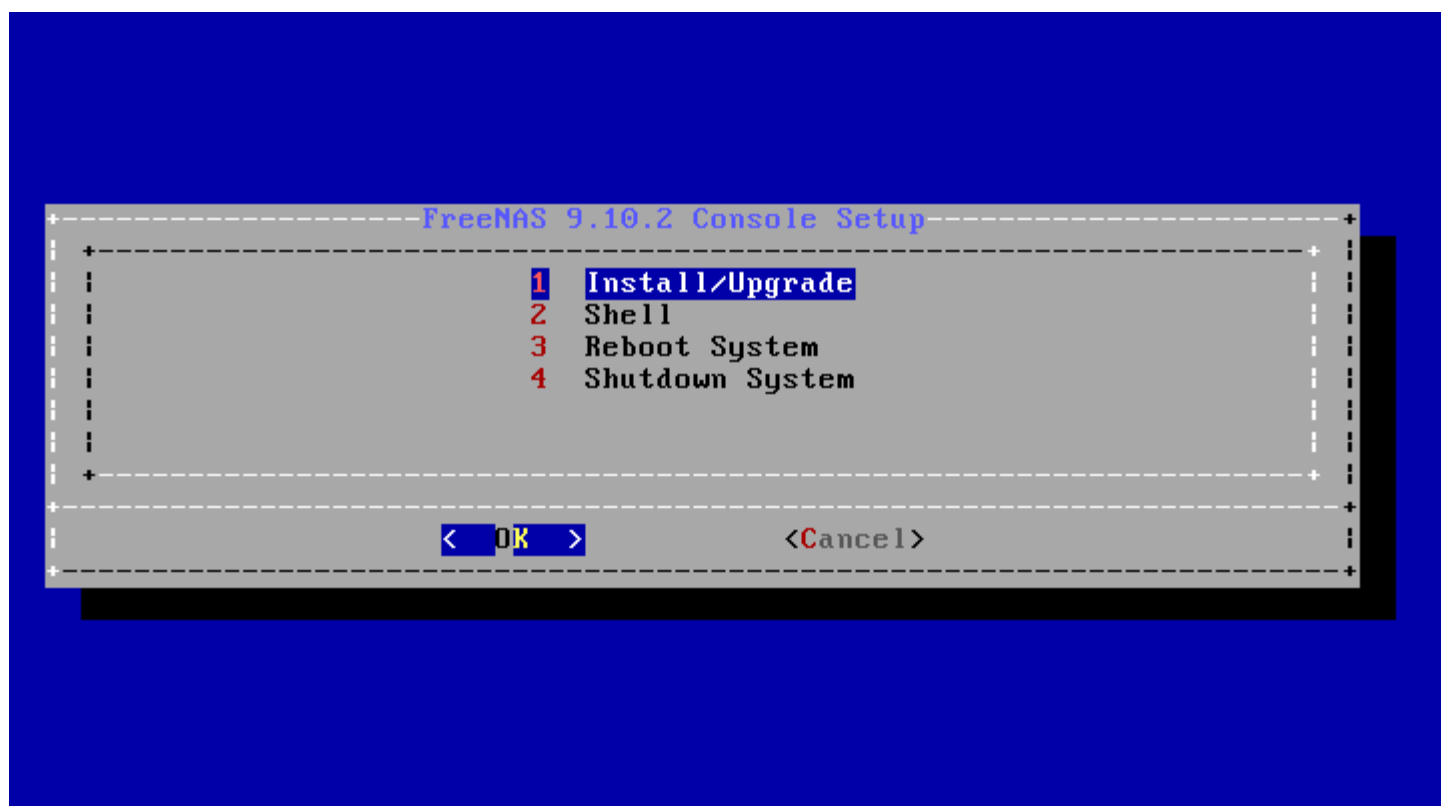 FreeNAS 9.10.2 Console Setup
1 Install/Upgrade
2 Shell
3 Reboot System
4 Shutdown System
< OK > <Cancel>